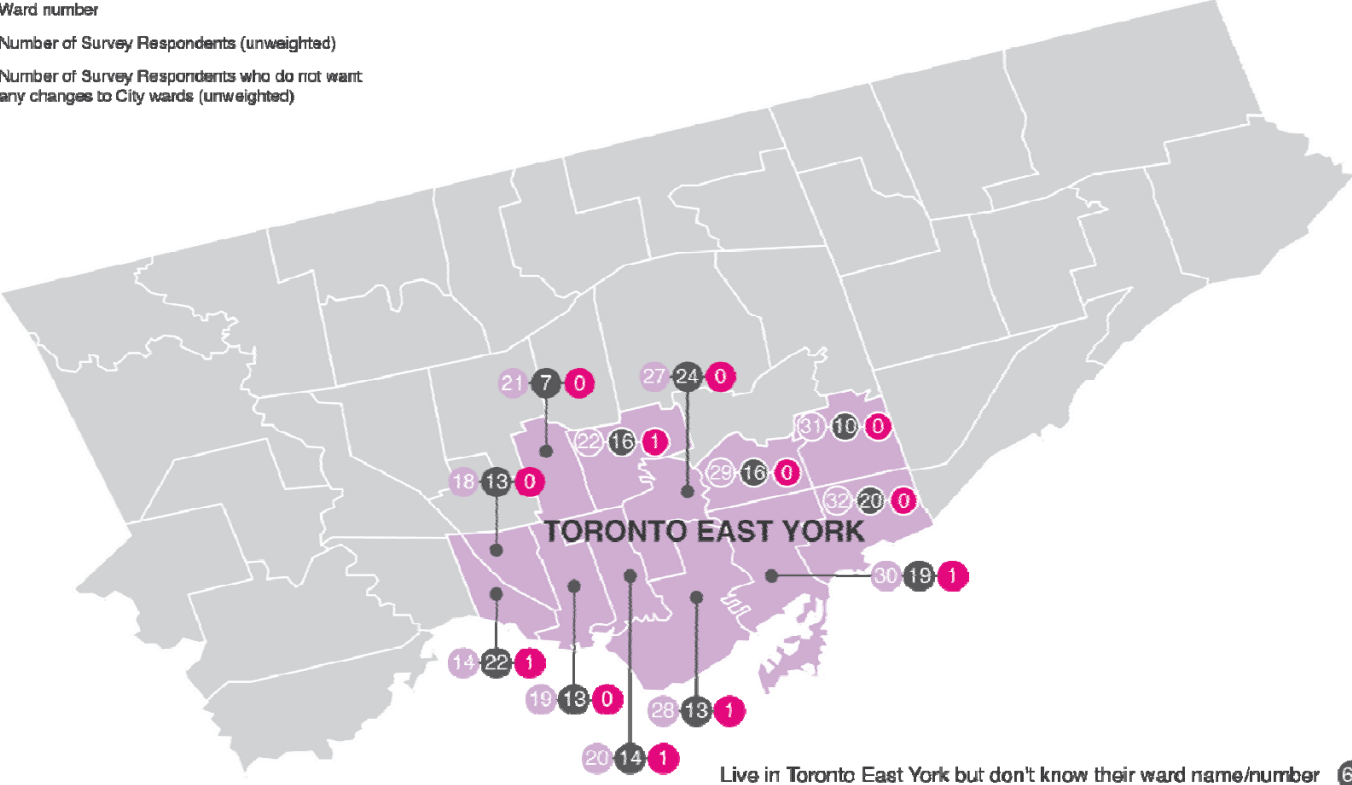 Ward number
Number of Survey Respondents (unweighted)
Number of Survey Respondents who do not want
any changes to City wards (unweighted)
21 7 0
27 24 0
31 10 0
22 16 1
29 16 0
18 13 0
32 20 0
TORONTO EAST YORK
30 19 1
14 22 1
19 13 0
28 13 1
20 14 1
Live in Toronto East York but don't know their ward name/number